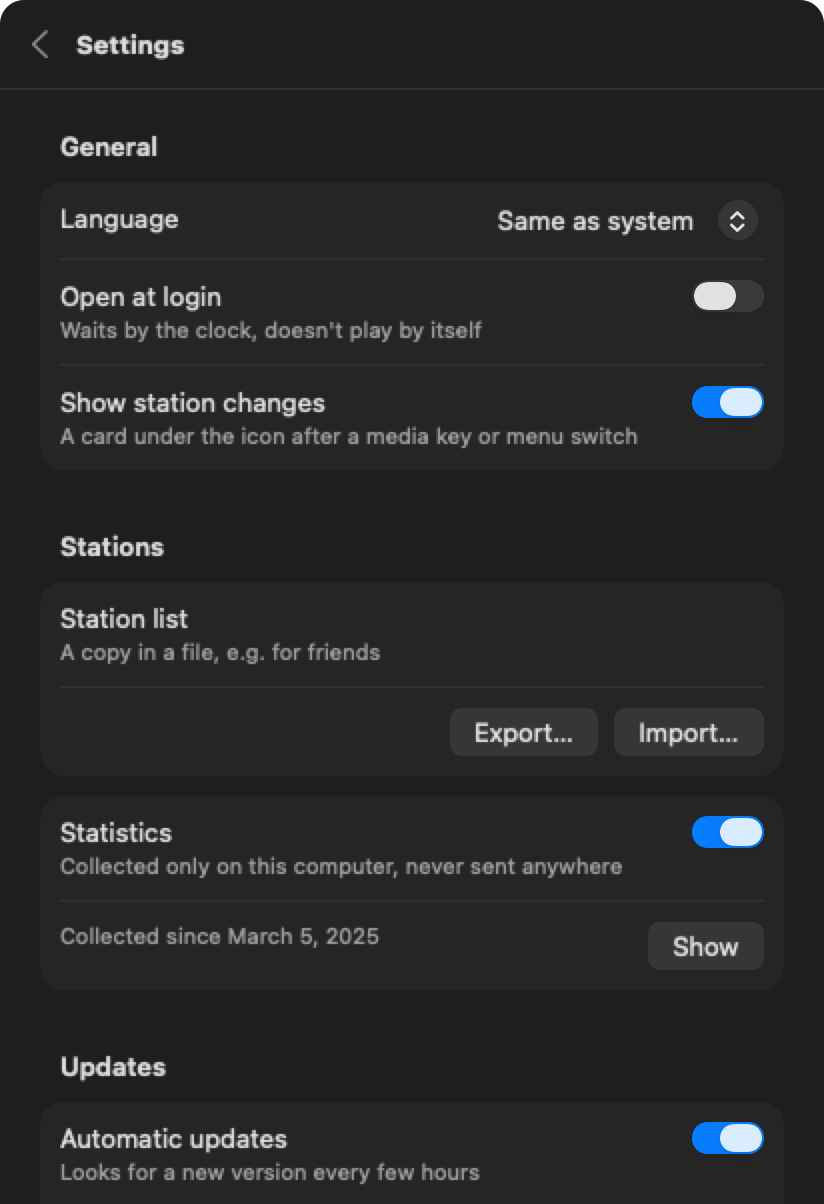 Settings
General
Language
Same as system
Open at login
Waits by the clock, doesn't play by itself
Show station changes
A card under the icon after a media key or menu switch
Stations
Station list
A copy in a file, e.g. for friends
Export...
Import...
Statistics
Collected only on this computer, never sent anywhere
Collected since March 5, 2025
Show
Updates
Automatic updates
Looks for a new version every few hours